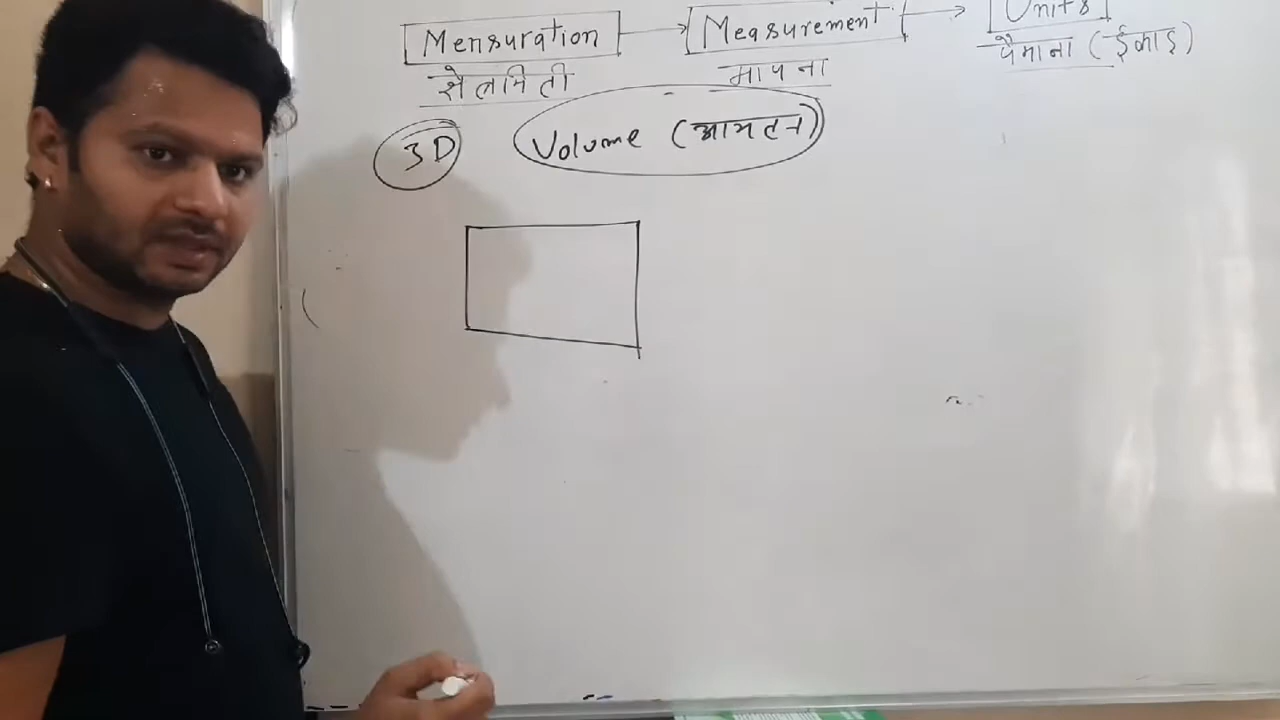 Mensuration Measurement Units
सेलमिती मापना पैमाना (ईकाइ)
3D Volume (आयतन)